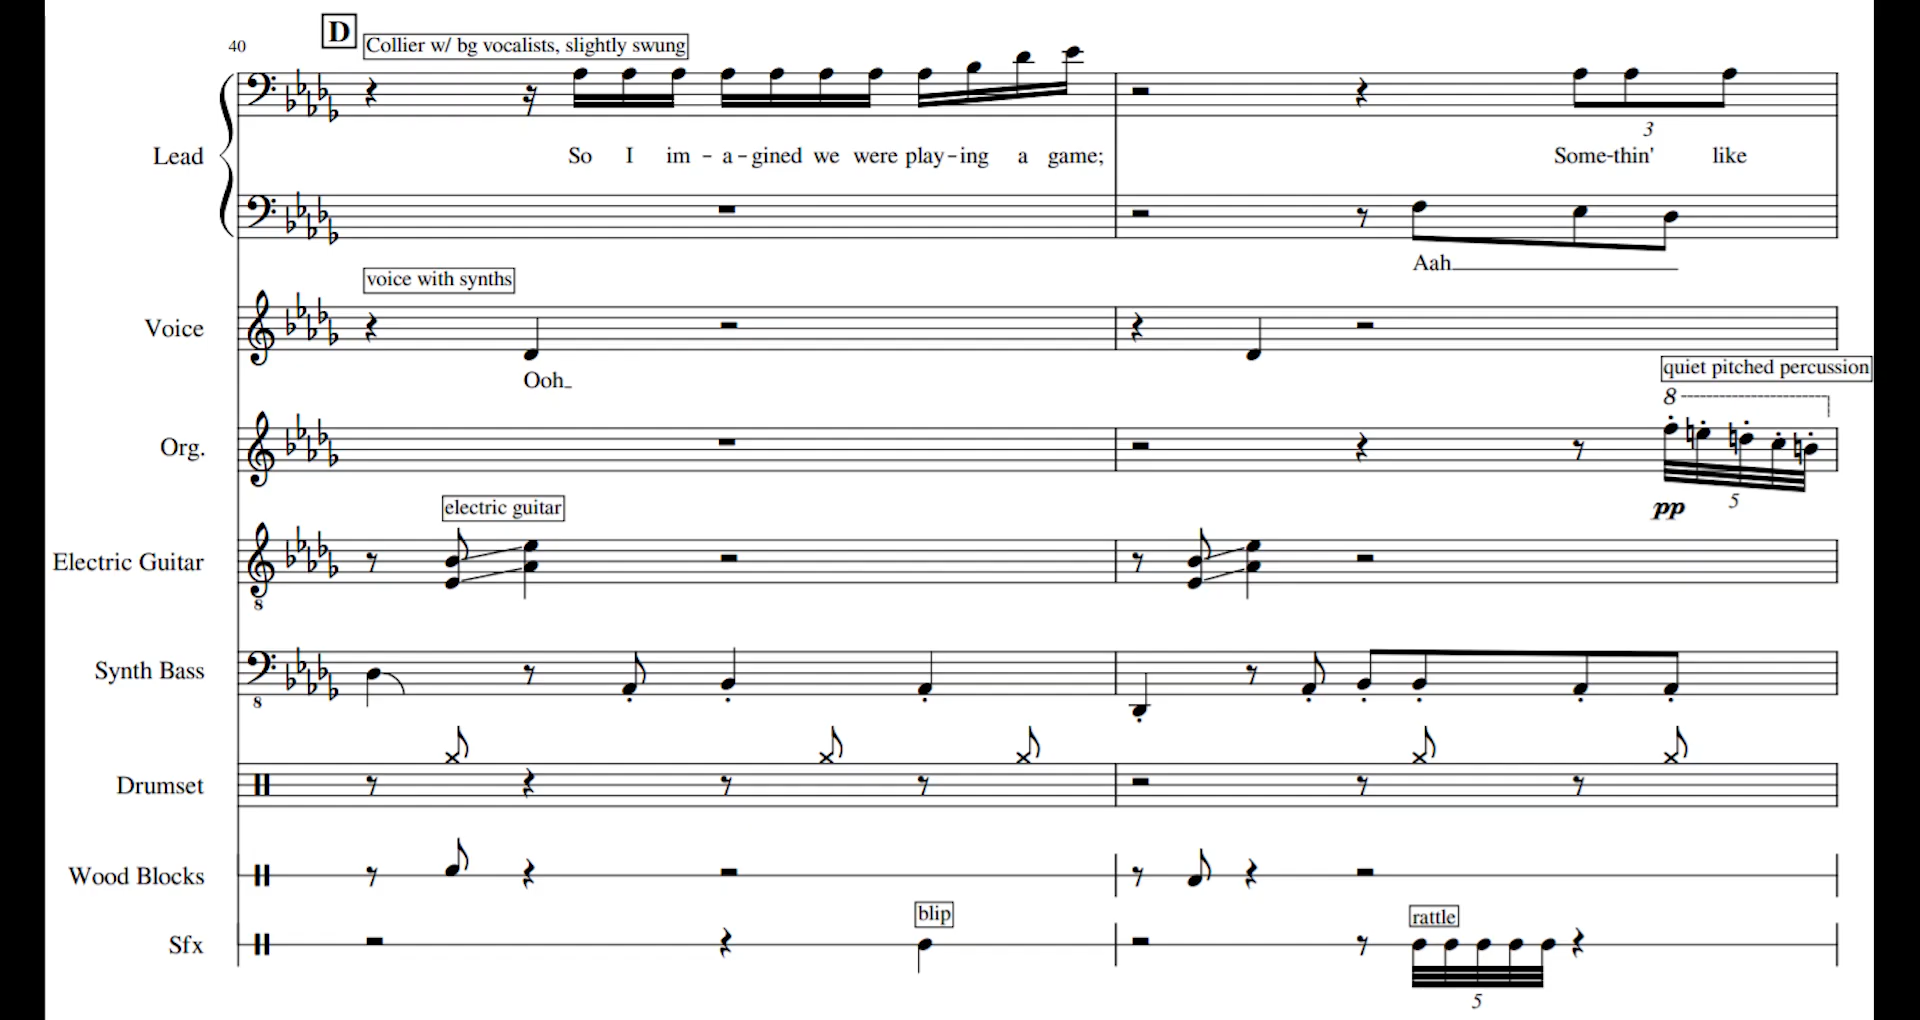 40
D
Collier w/ bg vocalists, slightly swung
3
Lead
So I im - a - gined we were play - ing a game; Some-thin' like
Aah
voice with synths
Voice
Ooh
quiet pitched percussion
8
Org.
pp
5
electric guitar
Electric Guitar
8
Synth Bass
8
Drumset
Wood Blocks
blip
rattle
Sfx
5